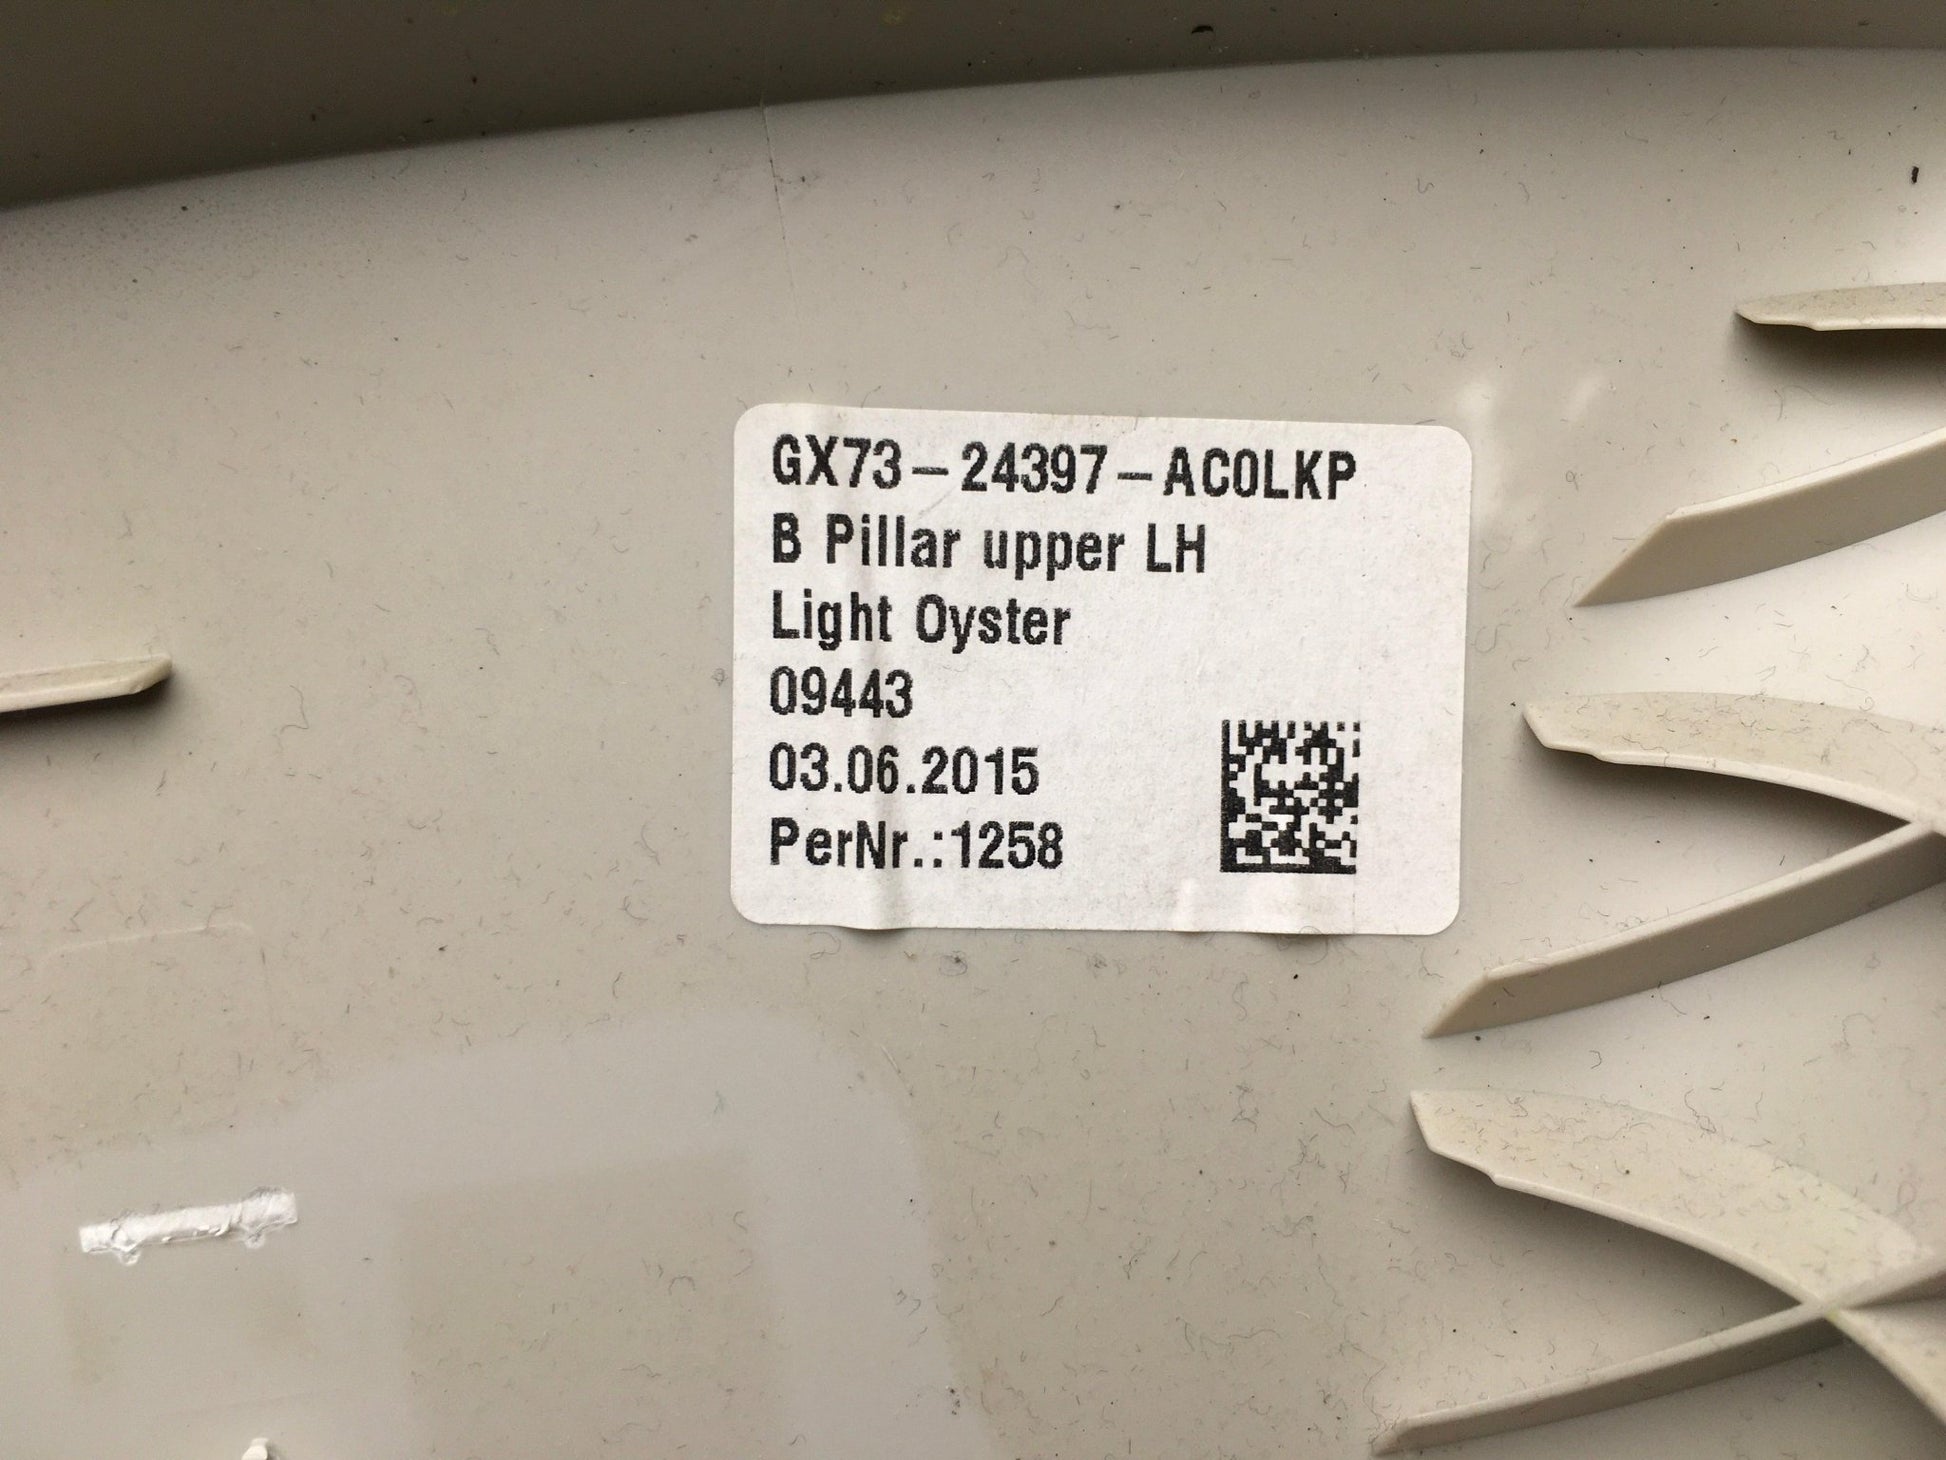 GX73-24397-AC0LKP
B Pillar upper LH
Light Oyster
09443
03.06.2015
PerNr.:1258